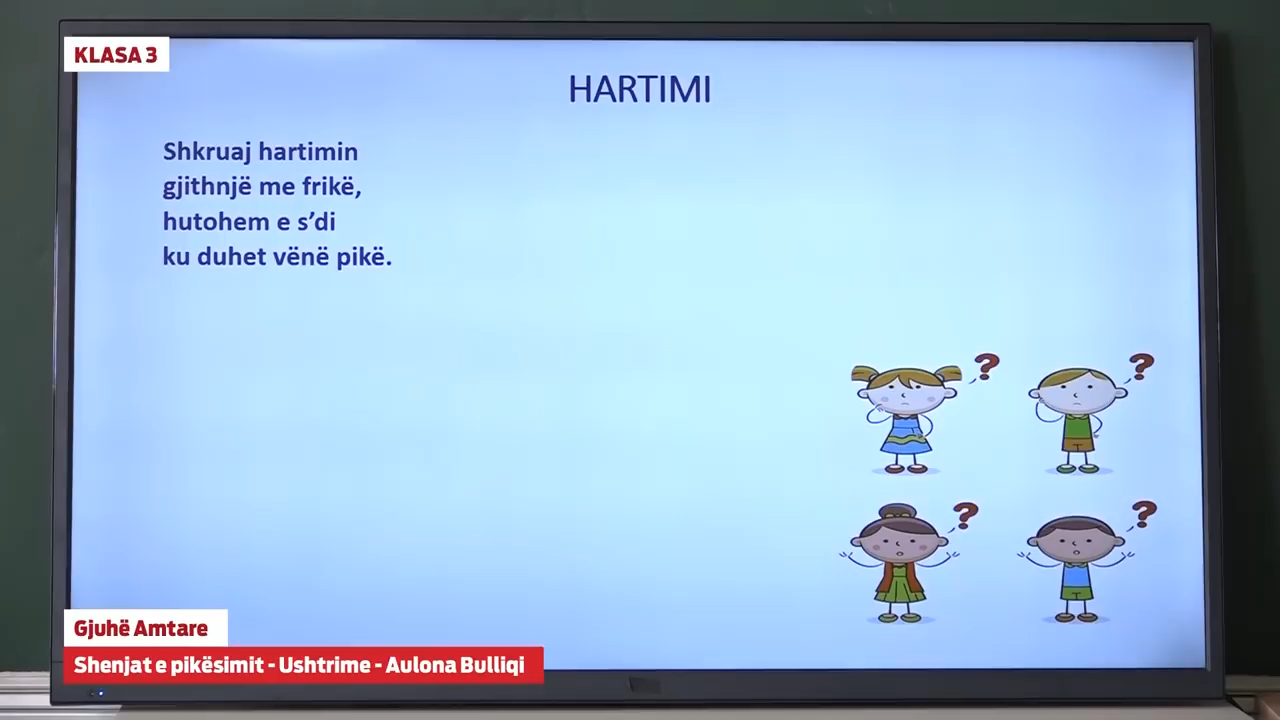 KLASA 3
HARTIMI
Shkruaj hartimin
gjithnjë me frikë,
hutohem e s’di
ku duhet vënë pikë.
?
?
?
?
Gjuhë Amtare
Shenjat e pikësimit - Ushtrime - Aulona Bulliqi